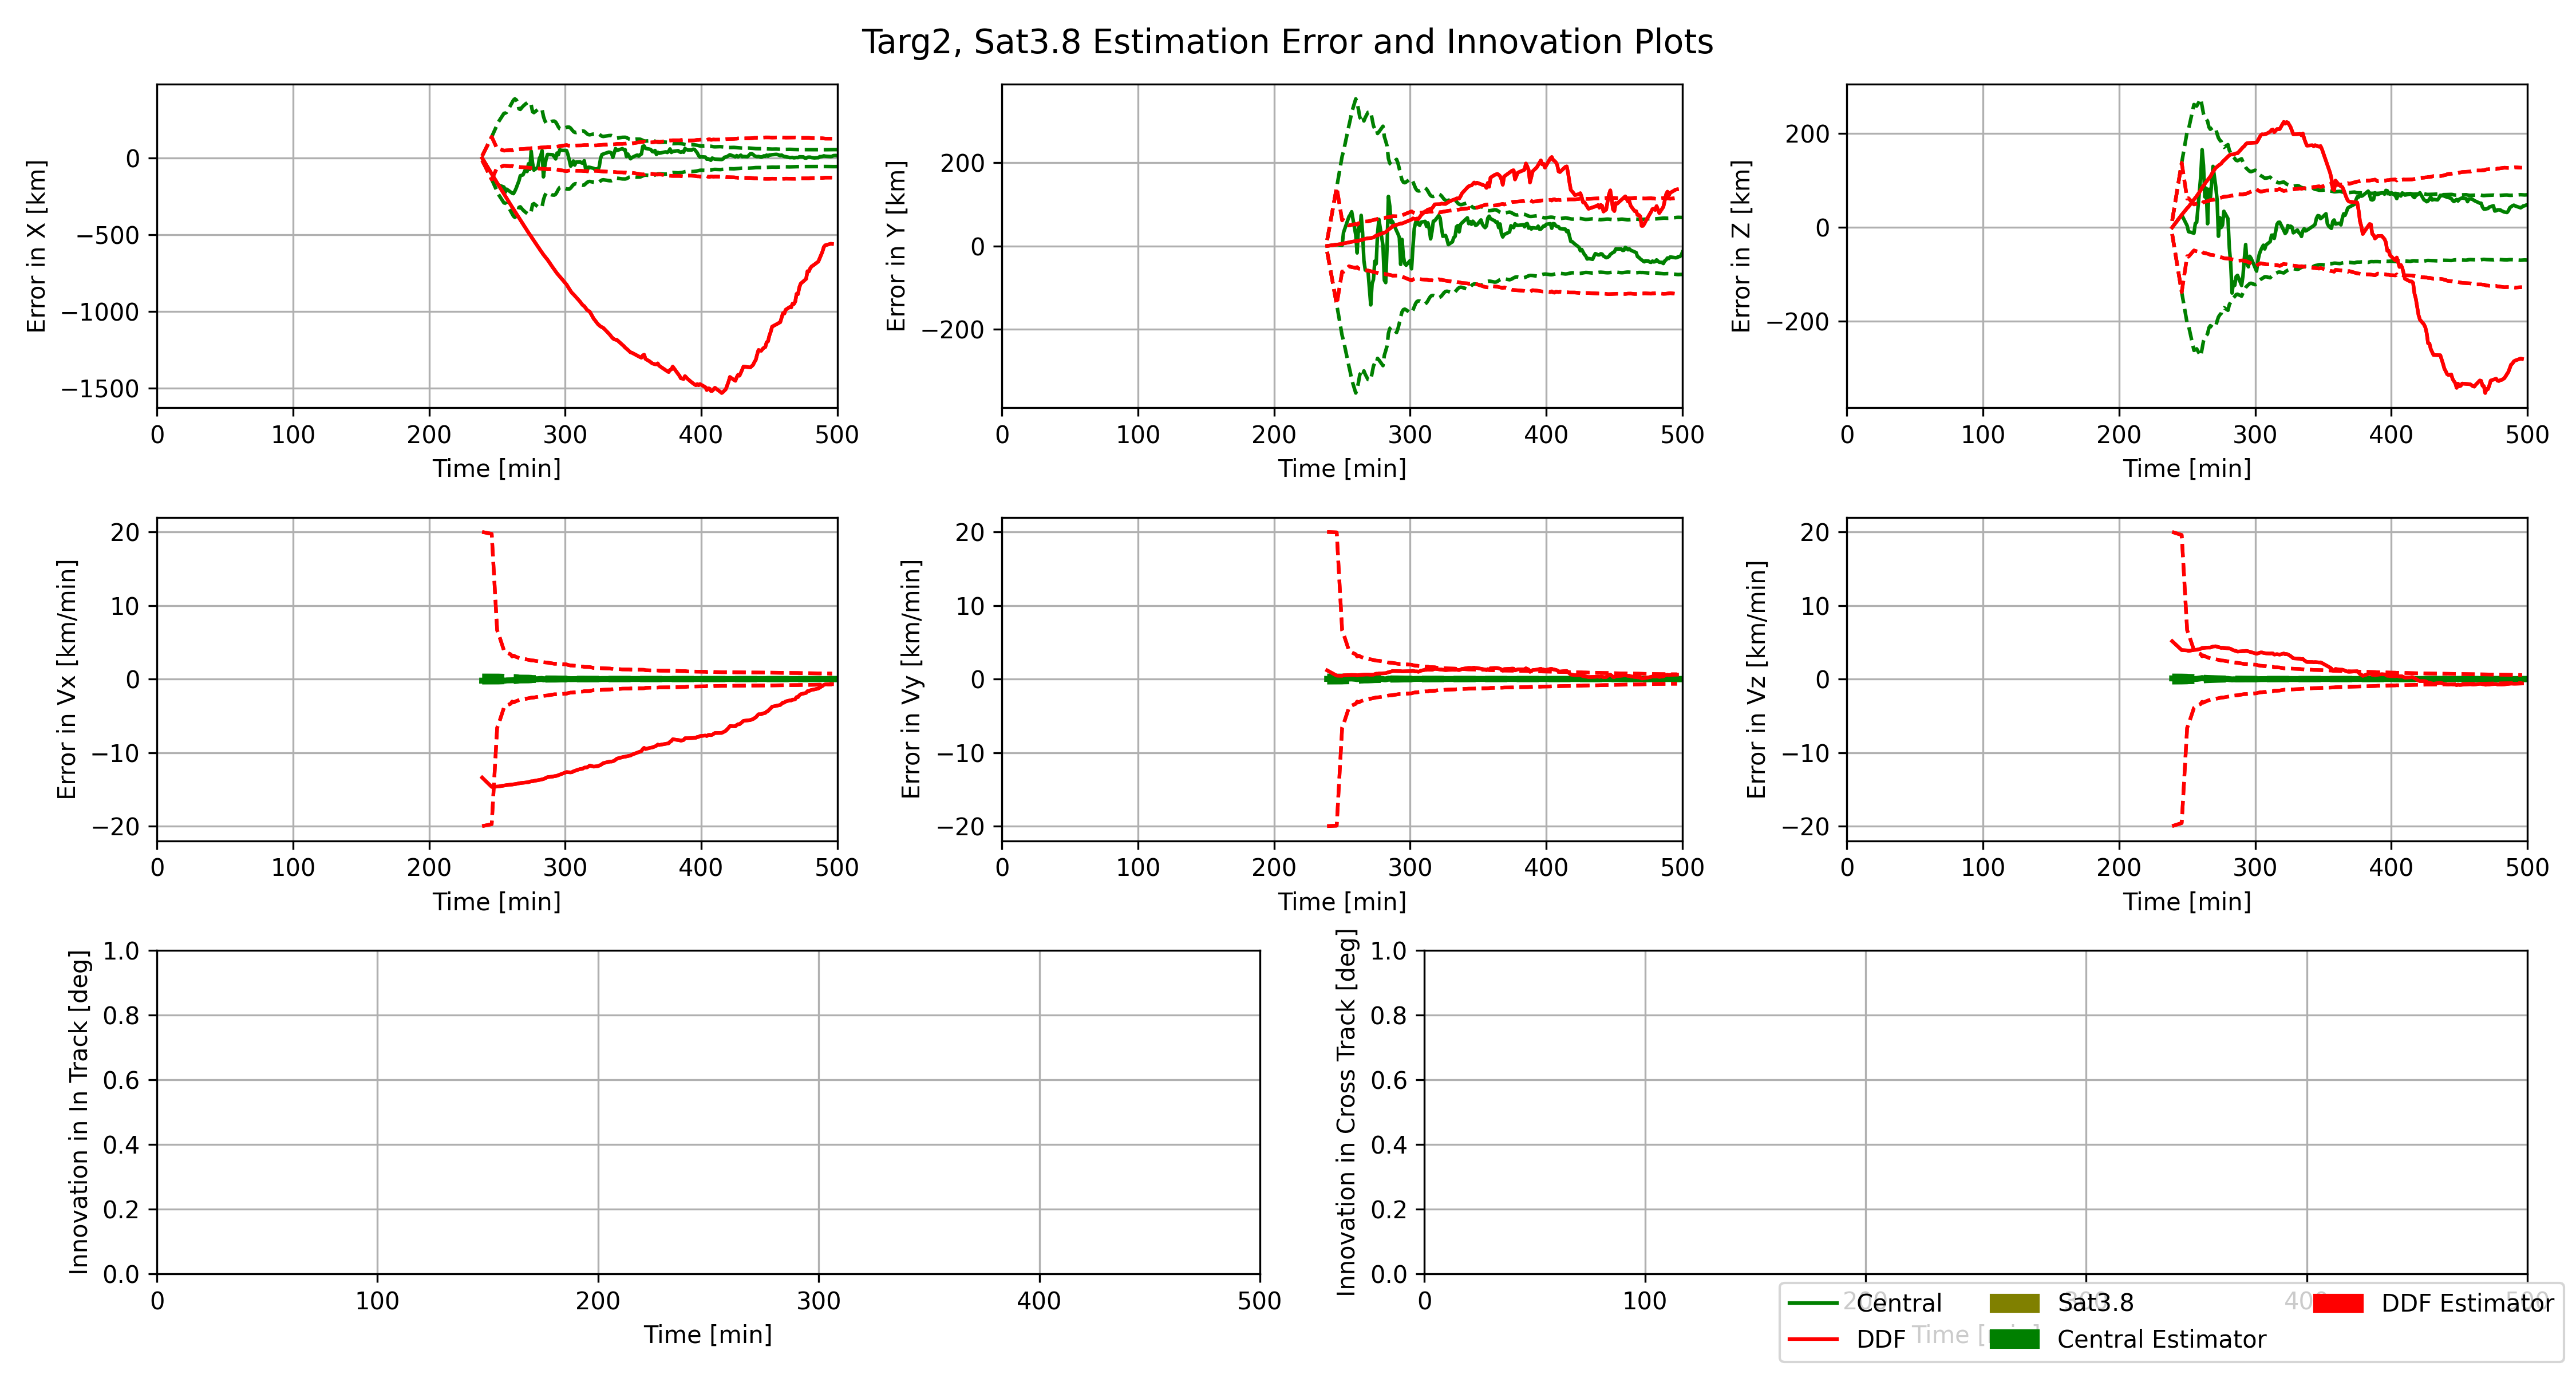 Targ2, Sat3.8 Estimation Error and Innovation Plots
Error in X [km]
0
−500
−1000
−1500
0 100 200 300 400 500
Time [min]
Error in Y [km]
200
0
−200
0 100 200 300 400 500
Time [min]
Error in Z [km]
200
0
−200
0 100 200 300 400 500
Time [min]
Error in Vx [km/min]
20
10
0
−10
−20
0 100 200 300 400 500
Time [min]
Error in Vy [km/min]
20
10
0
−10
−20
0 100 200 300 400 500
Time [min]
Error in Vz [km/min]
20
10
0
−10
−20
0 100 200 300 400 500
Time [min]
Innovation in In Track [deg]
1.0
0.8
0.6
0.4
0.2
0.0
0 100 200 300 400 500
Time [min]
Innovation in Cross Track [deg]
1.0
0.8
0.6
0.4
0.2
0.0
0 100 200 400 500
Time
Central
DDF
Sat3.8
Central Estimator
DDF Estimator